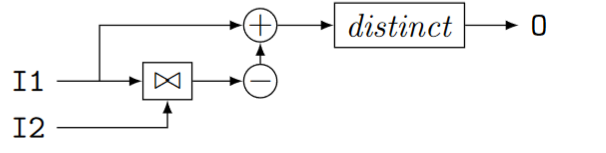 + distinct O
I1 ⋈ −
I2